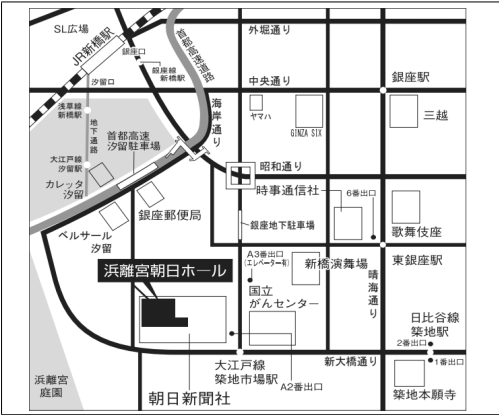 SL広場
JR新橋駅
銀座口
銀座線
新橋駅
首都高速道路
外堀通り
汐留口
中央通り
銀座駅
浅草線
新橋駅
地下通路
首都高速
汐留駐車場
海岸通り
ヤマハ
GINZA SIX
三越
大江戸線
汐留駅
カレッタ
汐留
昭和通り
時事通信社
6番出口
銀座郵便局
銀座地下駐車場
歌舞伎座
ベルサール
汐留
A3番出口
(エレベーター有)
新橋演舞場
晴海通り
東銀座駅
浜離宮朝日ホール
国立
がんセンター
日比谷線
築地駅
2番出口
1番出口
新大橋通り
大江戸線
築地市場駅
A2番出口
浜離宮
庭園
朝日新聞社
築地本願寺